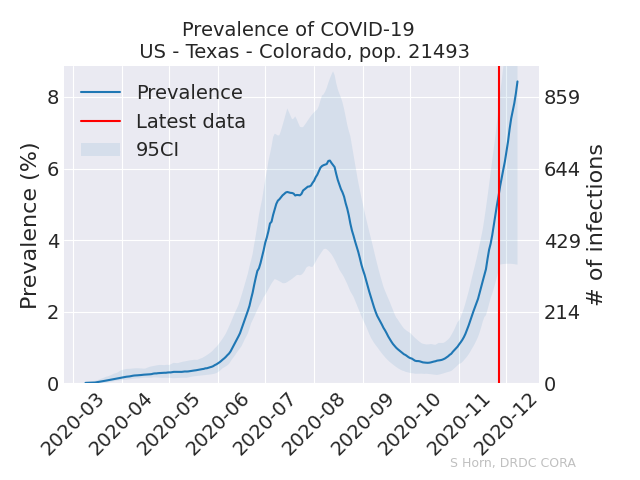 Prevalence of COVID-19
US - Texas - Colorado, pop. 21493
Prevalence
Latest data
95CI
Prevalence (%)
8
6
4
2
0
859
644
429
214
0
# of infections
2020-03
2020-04
2020-05
2020-06
2020-07
2020-08
2020-09
2020-10
2020-11
2020-12
S Horn, DRDC CORA